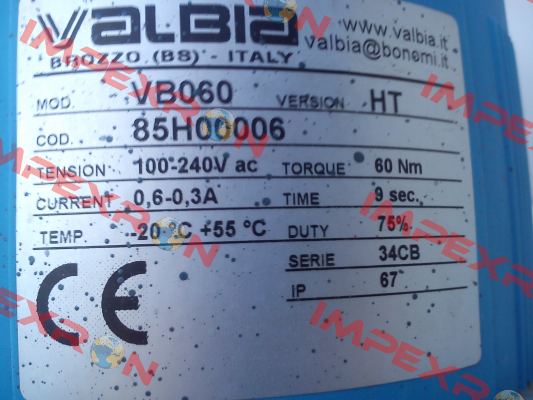 VALBIA
www.valbia.it
BROZZO (BS) - ITALY
valbia@bonomi.it
MOD. VB060 VERSION HT
COD. 85H00006
TENSION 100-240V ac TORQUE 60 Nm
CURRENT 0,6-0,3A TIME 9 sec.
TEMP. -20 °C +55 °C DUTY 75%
SERIE 34CB
IP 67
CE
IMPEXRON
IMPEXRON
IMPEXRON
IMPEXRON
IMPEXRON